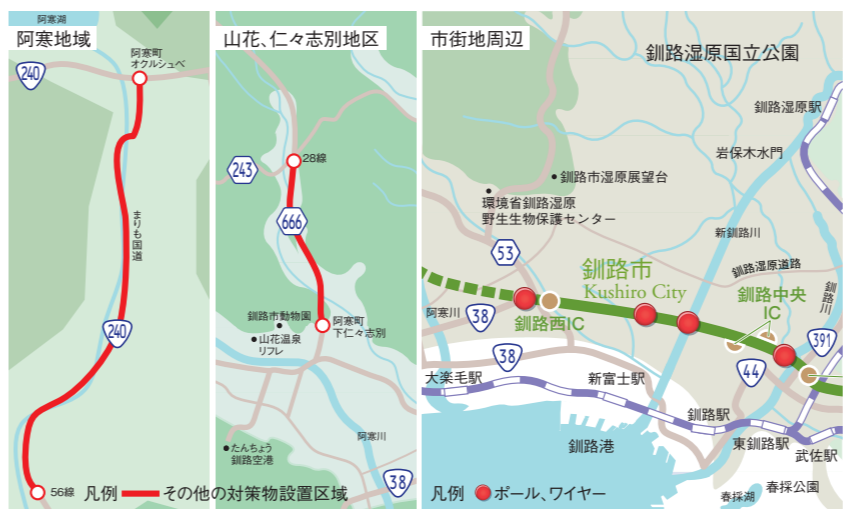 阿寒湖
阿寒地域
240
阿寒町
オクルシュベ
まりも国道
240
56線
凡例 その他の対策物設置区域
山花、仁々志別地区
28線
243
666
釧路市動物園
山花温泉
リフレ
阿寒町
下仁々志別
阿寒川
たんちょう
釧路空港
38
市街地周辺
釧路湿原国立公園
釧路湿原駅
岩保木水門
釧路市湿原展望台
環境省釧路湿原
野生生物保護センター
新釧路川
53
釧路市
Kushiro City
釧路湿原道路
釧路川
釧路中央
IC
阿寒川
38
釧路西IC
391
38
44
大楽毛駅
新富士駅
釧路駅
釧路港
東釧路駅
武佐駅
春採湖
春採公園
凡例 ポール、ワイヤー